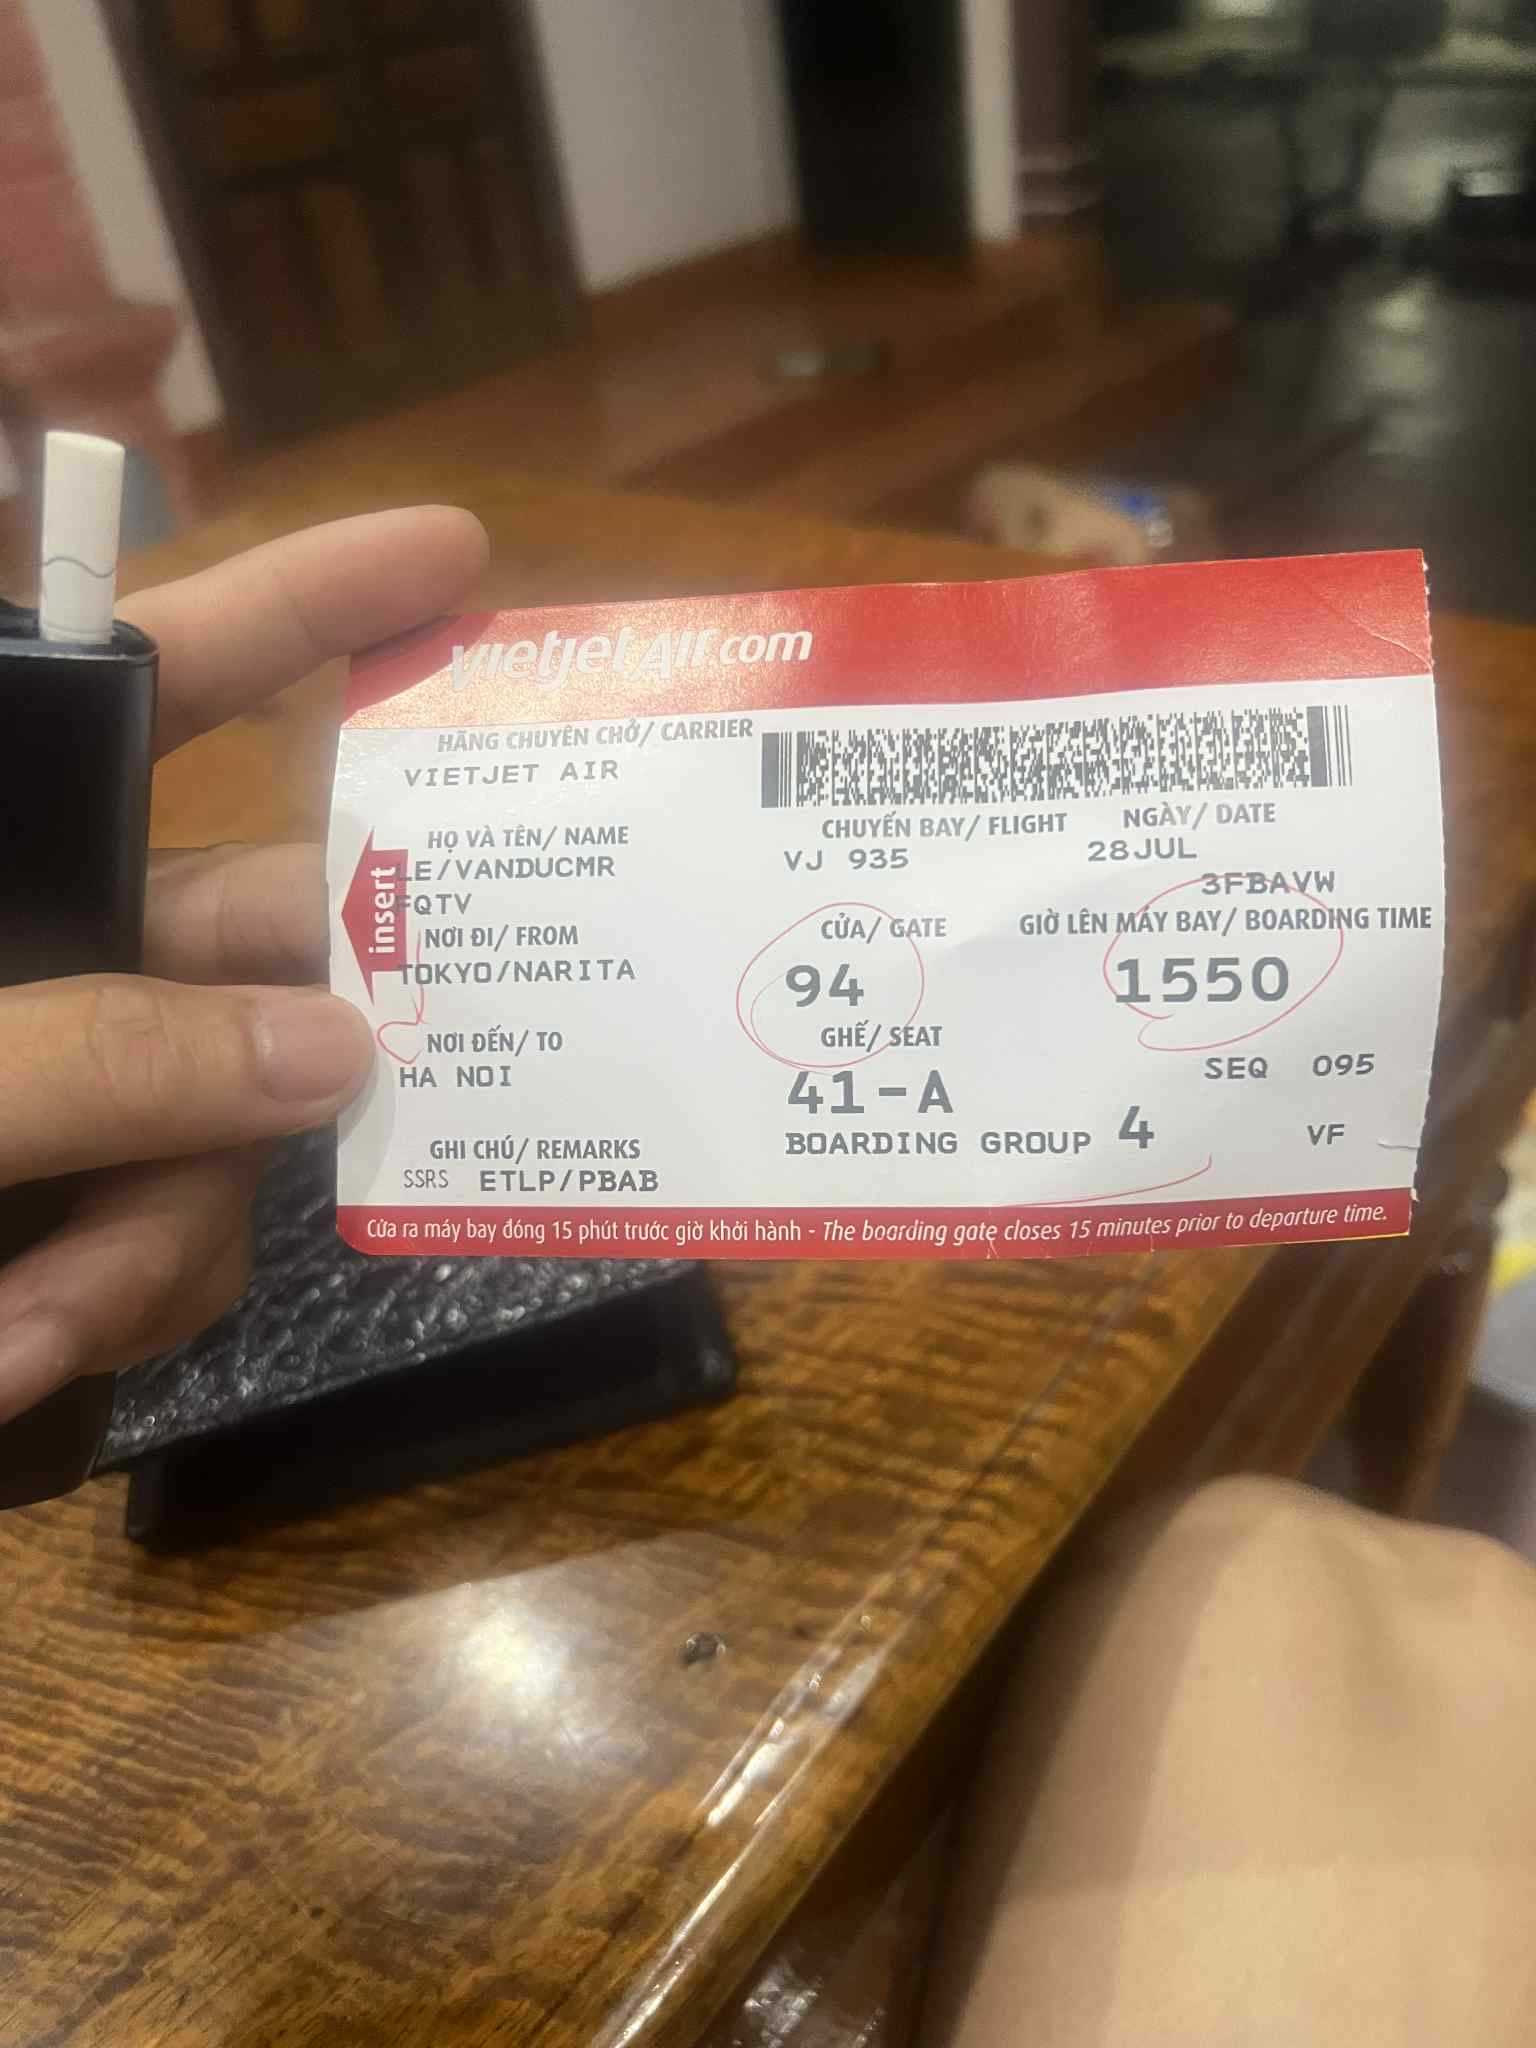 vietjetAir.com
HÃNG CHUYÊN CHỞ/ CARRIER
VIETJET AIR
HỌ VÀ TÊN/ NAME
LE/VANDUCMR
FQTV
CHUYẾN BAY/ FLIGHT
VJ 935
NGÀY/ DATE
28JUL
3FBAVW
insert
NƠI ĐI/ FROM
TOKYO/NARITA
CỬA/ GATE
94
GIỜ LÊN MÁY BAY/ BOARDING TIME
1550
NƠI ĐẾN/ TO
HA NOI
GHẾ/ SEAT
41-A
SEQ 095
BOARDING GROUP 4
VF
GHI CHÚ/ REMARKS
SSRS ETLP/PBAB
Cửa ra máy bay đóng 15 phút trước giờ khởi hành - The boarding gate closes 15 minutes prior to departure time.